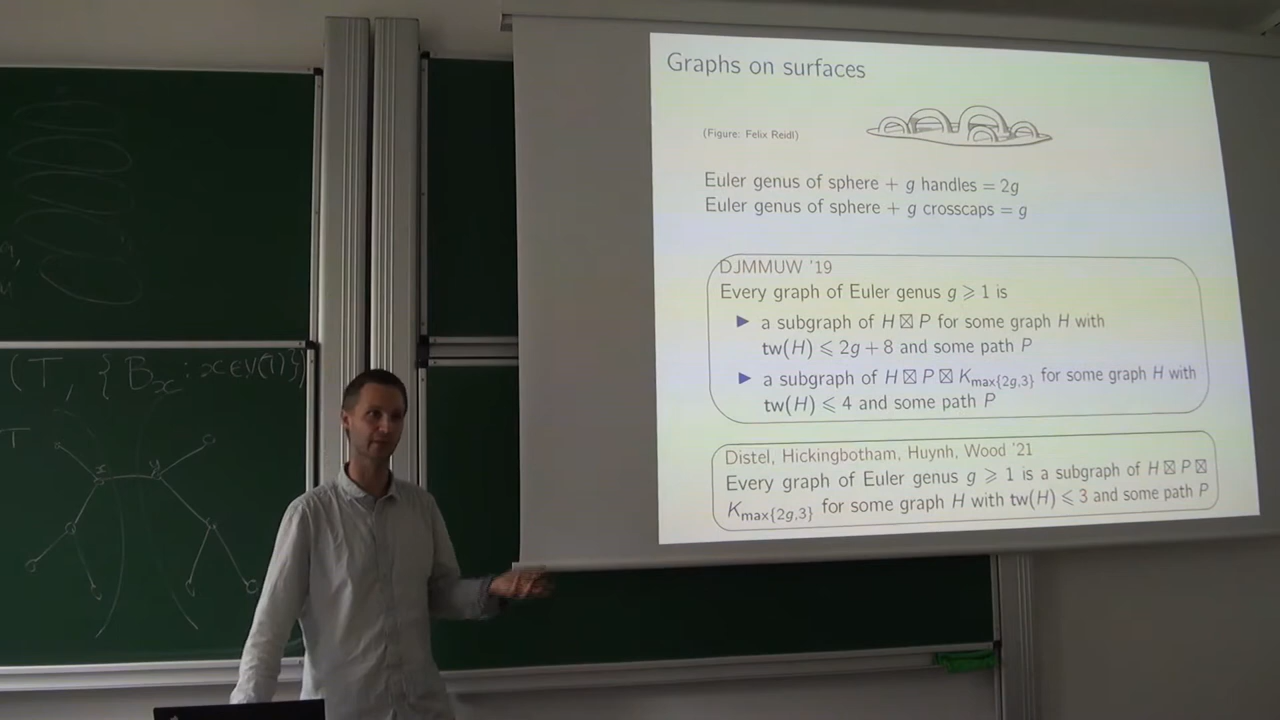 Graphs on surfaces
(Figure: Felix Reidl)
Euler genus of sphere + g handles = 2g
Euler genus of sphere + g crosscaps = g
DJMMUW '19
Every graph of Euler genus g ⩾ 1 is
▶ a subgraph of H ⊠ P for some graph H with
tw(H) ⩽ 2g + 8 and some path P
▶ a subgraph of H ⊠ P ⊠ K_max{2g,3} for some graph H with
tw(H) ⩽ 4 and some path P
Distel, Hickingbotham, Huynh, Wood '21
Every graph of Euler genus g ⩾ 1 is a subgraph of H ⊠ P ⊠
K_max{2g,3} for some graph H with tw(H) ⩽ 3 and some path P
(T, {B_x : x∈V(T)})
T
x y